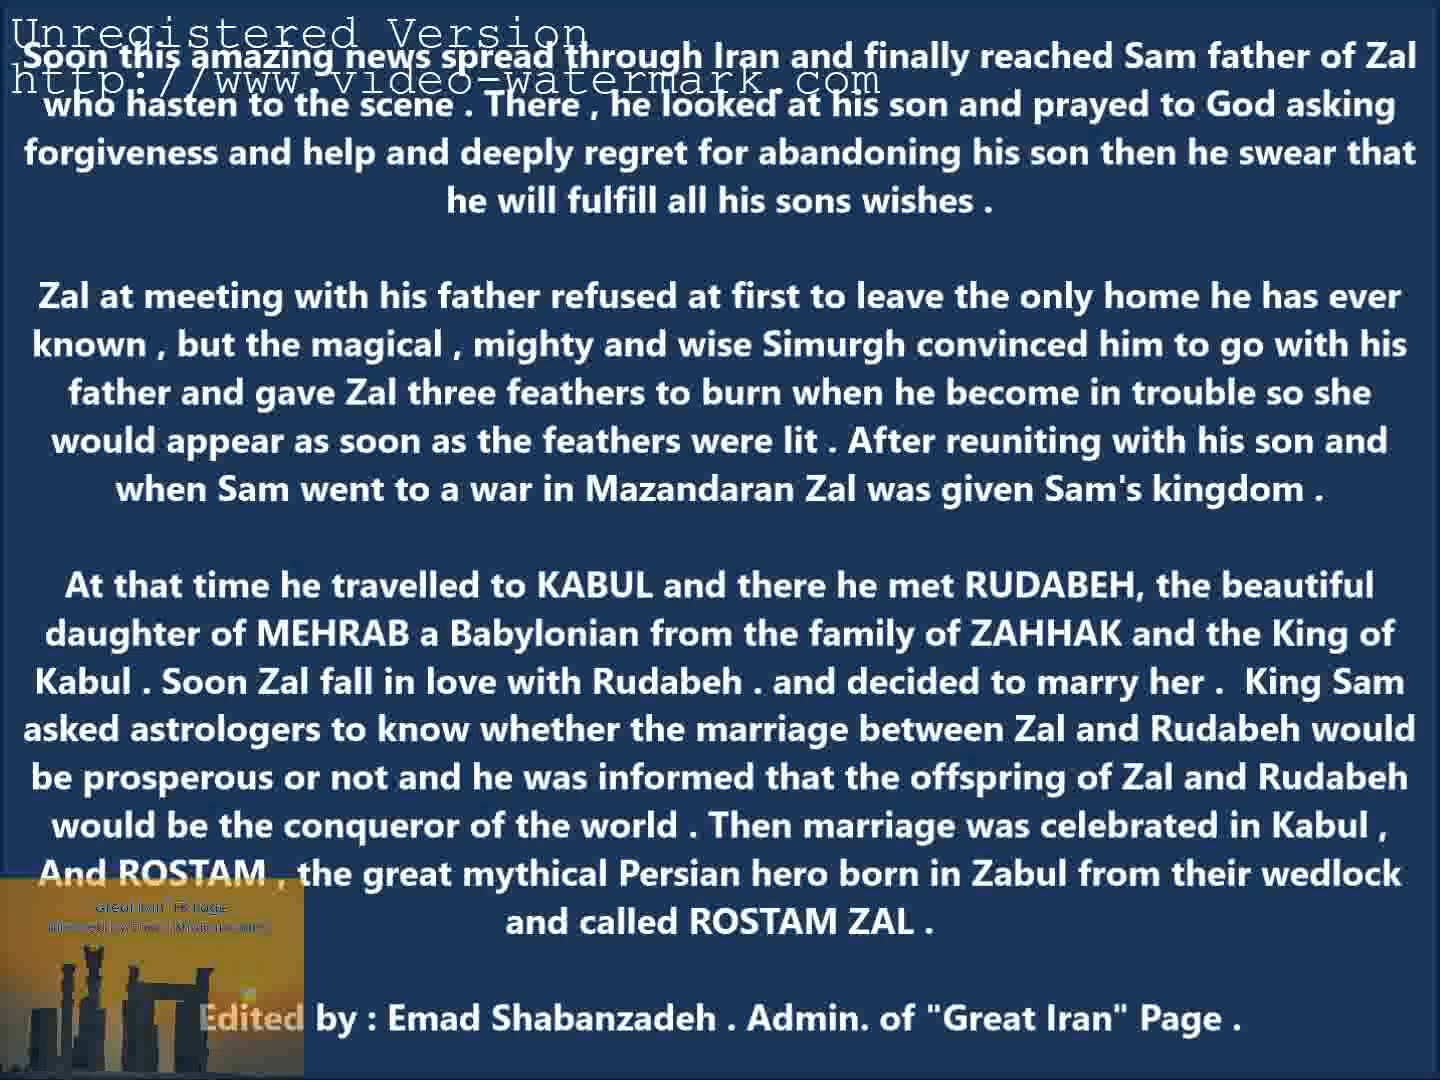 Unregistered Version
http://www.video-watermark.com
Soon this amazing news spread through Iran and finally reached Sam father of Zal
who hasten to the scene . There , he looked at his son and prayed to God asking
forgiveness and help and deeply regret for abandoning his son then he swear that
he will fulfill all his sons wishes .
Zal at meeting with his father refused at first to leave the only home he has ever
known , but the magical , mighty and wise Simurgh convinced him to go with his
father and gave Zal three feathers to burn when he become in trouble so she
would appear as soon as the feathers were lit . After reuniting with his son and
when Sam went to a war in Mazandaran Zal was given Sam's kingdom .
At that time he travelled to KABUL and there he met RUDABEH, the beautiful
daughter of MEHRAB a Babylonian from the family of ZAHHAK and the King of
Kabul . Soon Zal fall in love with Rudabeh . and decided to marry her .  King Sam
asked astrologers to know whether the marriage between Zal and Rudabeh would
be prosperous or not and he was informed that the offspring of Zal and Rudabeh
would be the conqueror of the world . Then marriage was celebrated in Kabul ,
And ROSTAM , the great mythical Persian hero born in Zabul from their wedlock
and called ROSTAM ZAL .
Great Iran
Edited by : Emad Shabanzadeh . Admin. of "Great Iran" Page .